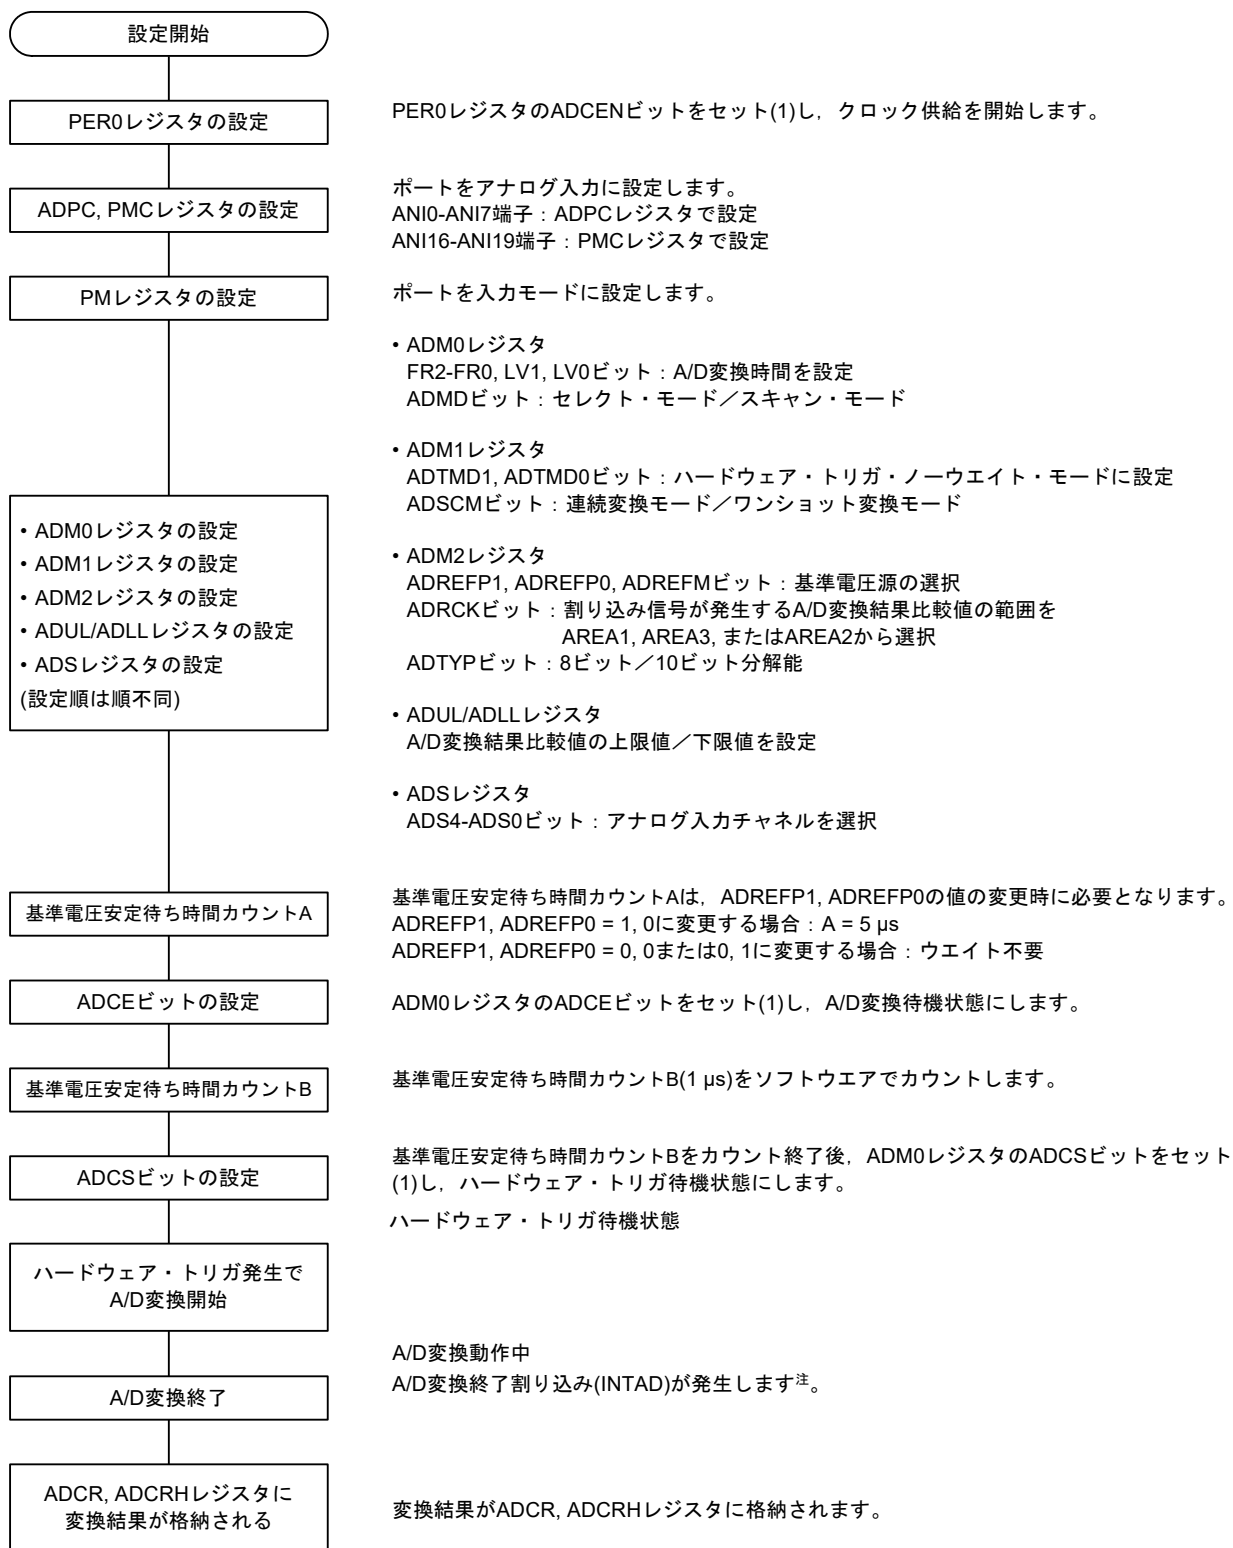 設定開始
PER0レジスタの設定
PER0レジスタのADCENビットをセット(1)し，クロック供給を開始します。
ADPC, PMCレジスタの設定
ポートをアナログ入力に設定します。
ANI0-ANI7端子：ADPCレジスタで設定
ANI16-ANI19端子：PMCレジスタで設定
PMレジスタの設定
ポートを入力モードに設定します。
• ADM0レジスタの設定
• ADM1レジスタの設定
• ADM2レジスタの設定
• ADUL/ADLLレジスタの設定
• ADSレジスタの設定
(設定順は順不同)
• ADM0レジスタ
FR2-FR0, LV1, LV0ビット：A/D変換時間を設定
ADMDビット：セレクト・モード／スキャン・モード
• ADM1レジスタ
ADTMD1, ADTMD0ビット：ハードウェア・トリガ・ノーウエイト・モードに設定
ADSCMビット：連続変換モード／ワンショット変換モード
• ADM2レジスタ
ADREFP1, ADREFP0, ADREFMビット：基準電圧源の選択
ADRCKビット：割り込み信号が発生するA/D変換結果比較値の範囲を
AREA1, AREA3, またはAREA2から選択
ADTYPビット：8ビット／10ビット分解能
• ADUL/ADLLレジスタ
A/D変換結果比較値の上限値／下限値を設定
• ADSレジスタ
ADS4-ADS0ビット：アナログ入力チャネルを選択
基準電圧安定待ち時間カウントA
基準電圧安定待ち時間カウントAは，ADREFP1, ADREFP0の値の変更時に必要となります。
ADREFP1, ADREFP0 = 1, 0に変更する場合：A = 5 µs
ADREFP1, ADREFP0 = 0, 0または0, 1に変更する場合：ウエイト不要
ADCEビットの設定
ADM0レジスタのADCEビットをセット(1)し，A/D変換待機状態にします。
基準電圧安定待ち時間カウントB
基準電圧安定待ち時間カウントB(1 µs)をソフトウエアでカウントします。
ADCSビットの設定
基準電圧安定待ち時間カウントBをカウント終了後，ADM0レジスタのADCSビットをセット
(1)し，ハードウェア・トリガ待機状態にします。
ハードウェア・トリガ待機状態
ハードウェア・トリガ発生で
A/D変換開始
A/D変換動作中
A/D変換終了
A/D変換終了割り込み(INTAD)が発生します注。
ADCR, ADCRHレジスタに
変換結果が格納される
変換結果がADCR, ADCRHレジスタに格納されます。